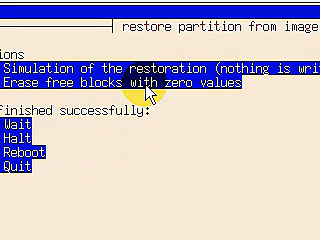 restore partition from image
ions
Simulation of the restoration (nothing is writ
Erase free blocks with zero values
finished successfully:
Wait
Halt
Reboot
Quit